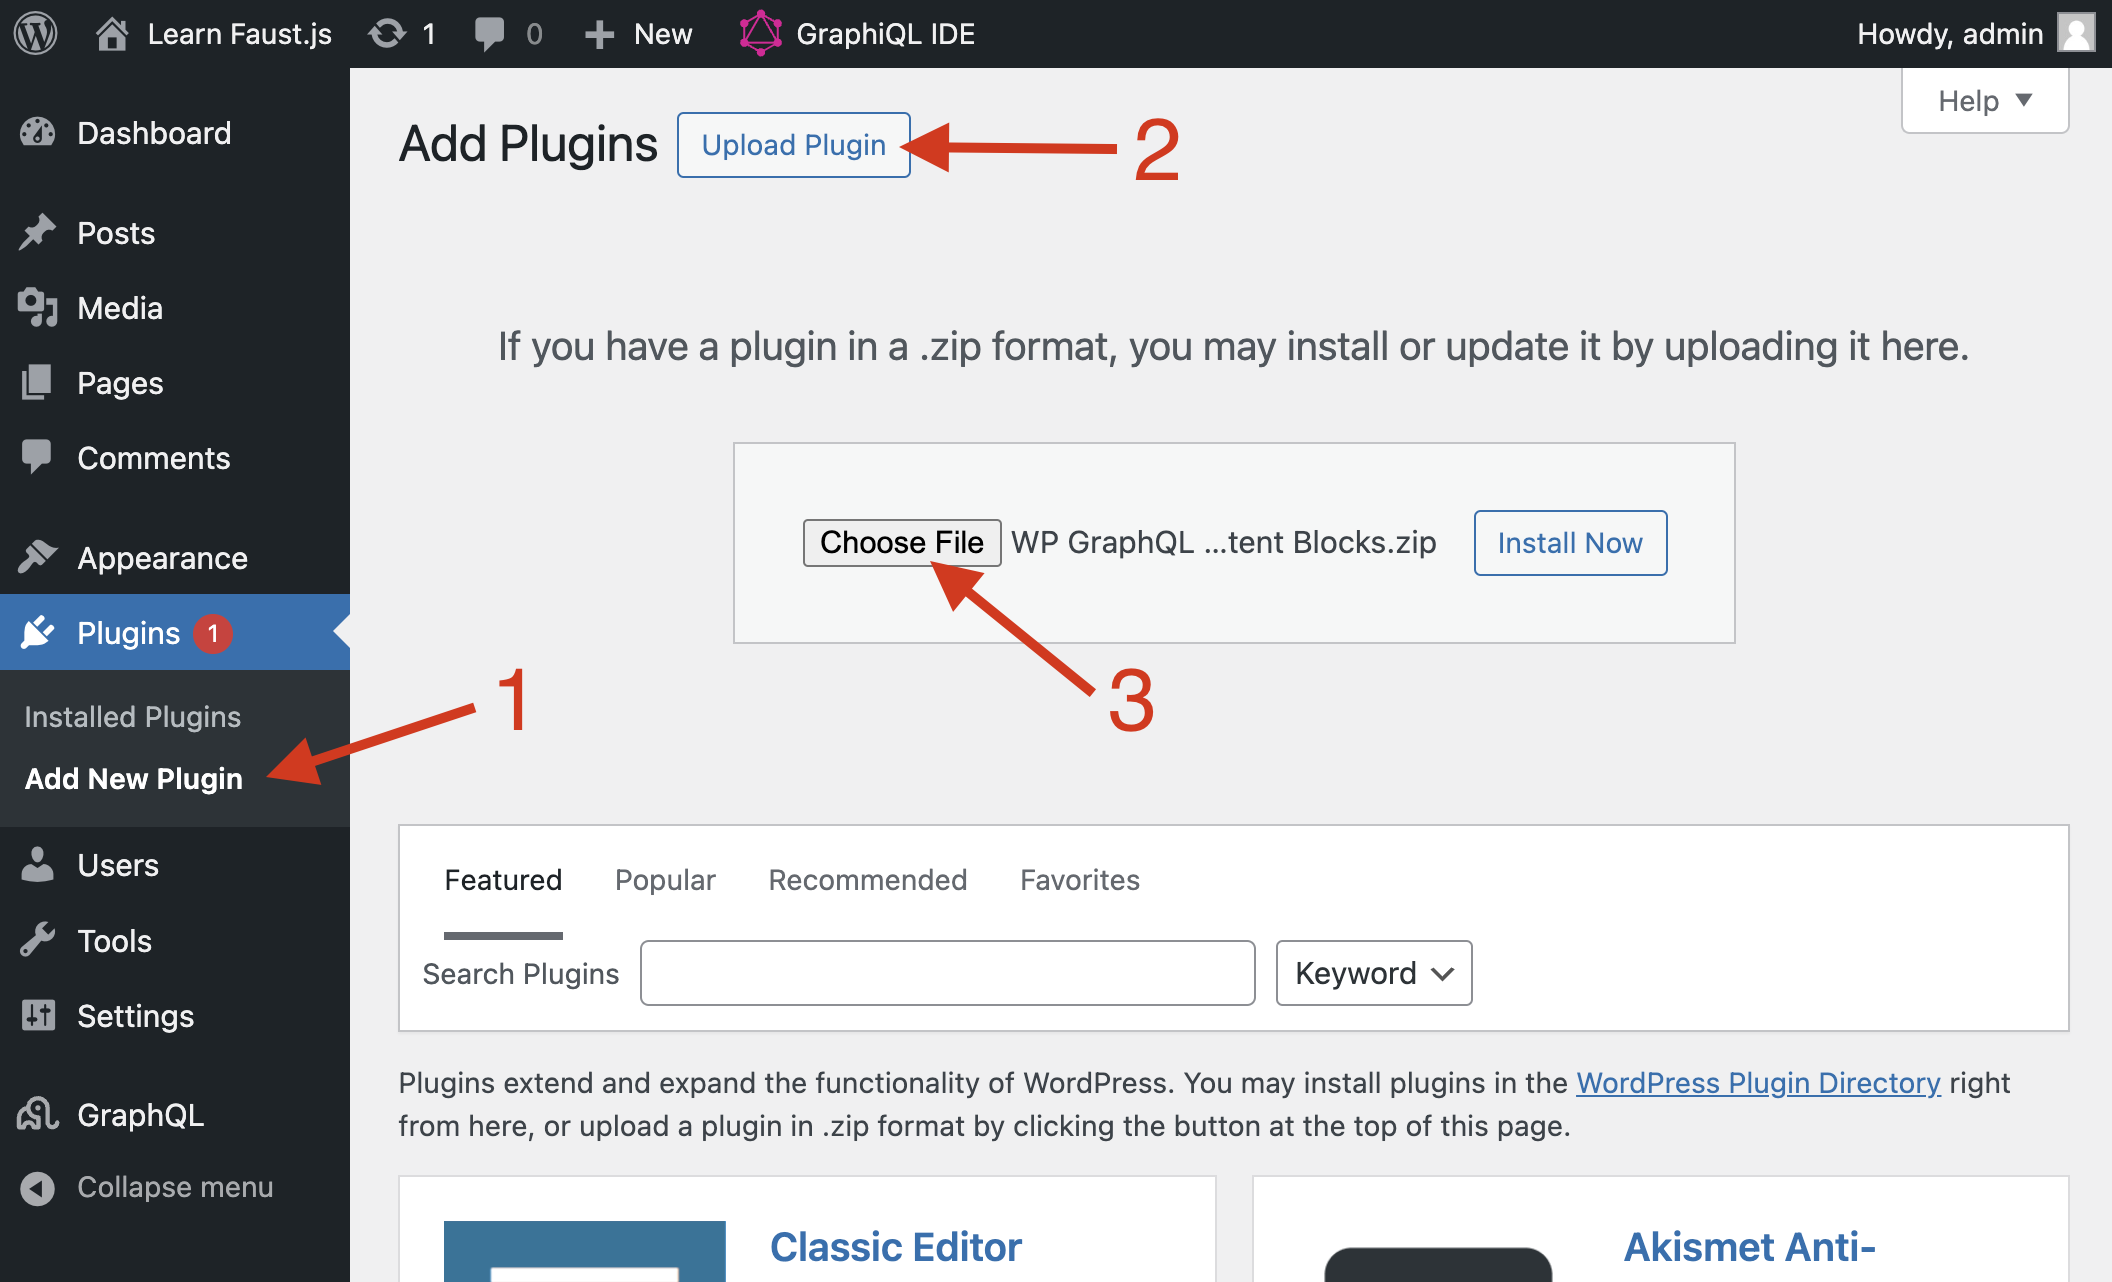 Learn Faust.js 1 0 New GraphiQL IDE Howdy, admin
Help
Dashboard
Posts
Media
Pages
Comments
Appearance
Plugins 1
Installed Plugins
Add New Plugin
Users
Tools
Settings
GraphQL
Collapse menu
Add Plugins Upload Plugin 2
If you have a plugin in a .zip format, you may install or update it by uploading it here.
Choose File WP GraphQL ...tent Blocks.zip Install Now
1
3
Featured Popular Recommended Favorites
Search Plugins Keyword
Plugins extend and expand the functionality of WordPress. You may install plugins in the WordPress Plugin Directory right
from here, or upload a plugin in .zip format by clicking the button at the top of this page.
Classic Editor
Akismet Anti-